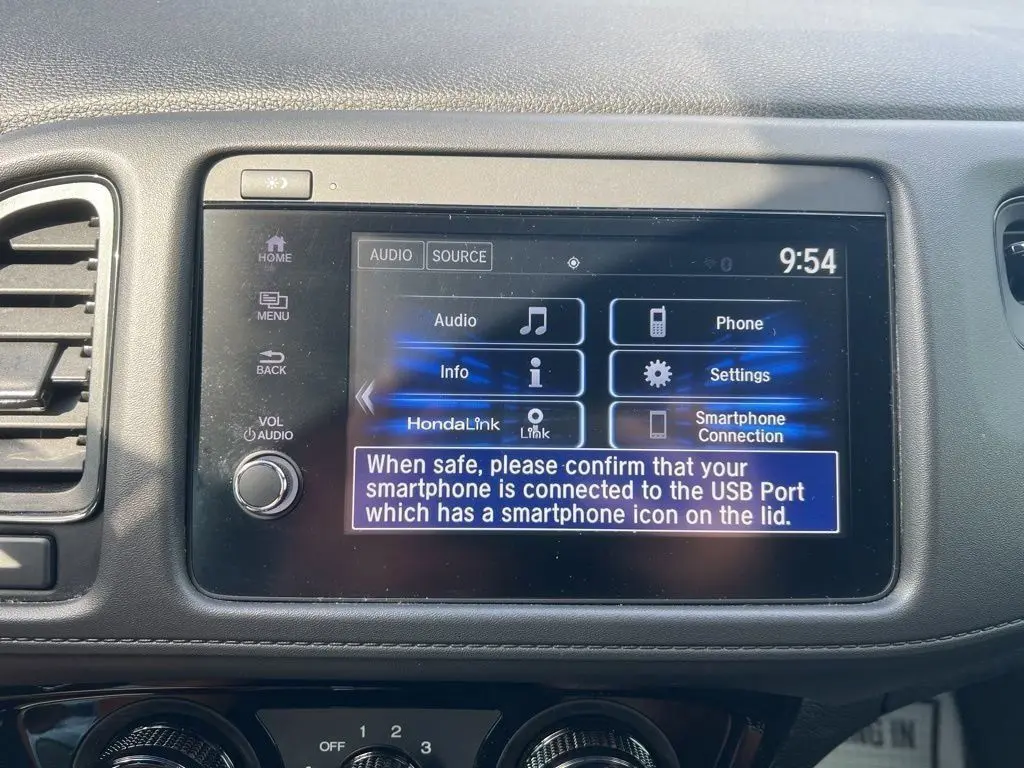 HOME
MENU
BACK
VOL
AUDIO
AUDIO SOURCE
9:54
Audio
Phone
Info
Settings
HondaLink
Link
Smartphone
Connection
When safe, please confirm that your
smartphone is connected to the USB Port
which has a smartphone icon on the lid.
OFF 1 2 3
NG IN